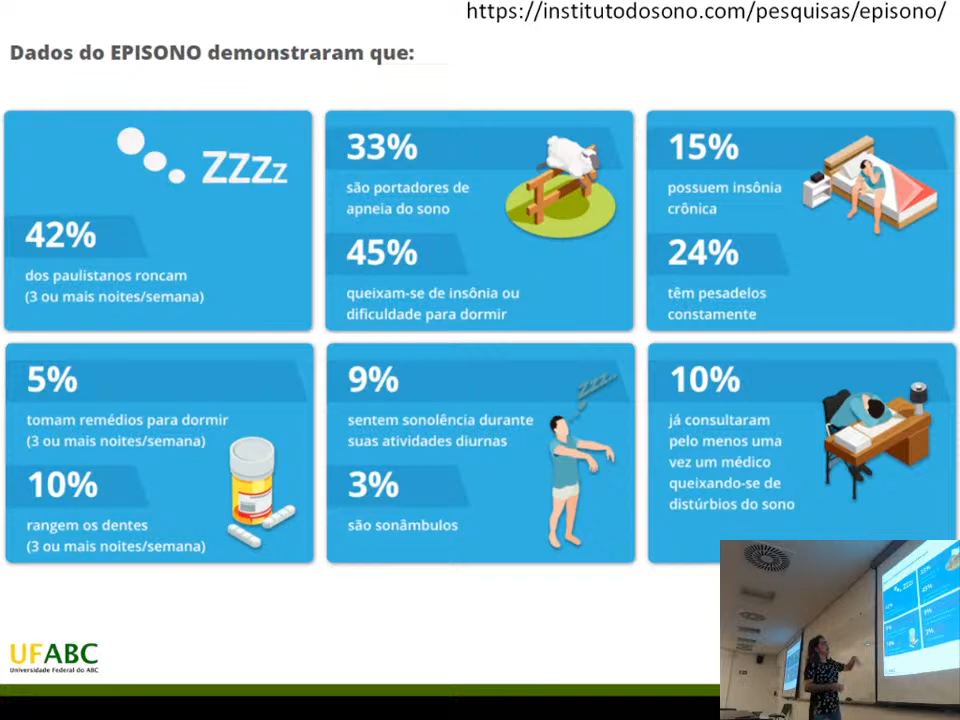 https://institutodosono.com/pesquisas/episono/
Dados do EPISONO demonstraram que:
ZZZz
42%
dos paulistanos roncam
(3 ou mais noites/semana)
33%
são portadores de
apneia do sono
45%
queixam-se de insônia ou
dificuldade para dormir
15%
possuem insônia
crônica
24%
têm pesadelos
constamente
5%
tomam remédios para dormir
(3 ou mais noites/semana)
10%
rangem os dentes
(3 ou mais noites/semana)
zzz...
9%
sentem sonolência durante
suas atividades diurnas
3%
são sonâmbulos
10%
já consultaram
pelo menos uma
vez um médico
queixando-se de
distúrbios do sono
UFABC
Universidade Federal do ABC